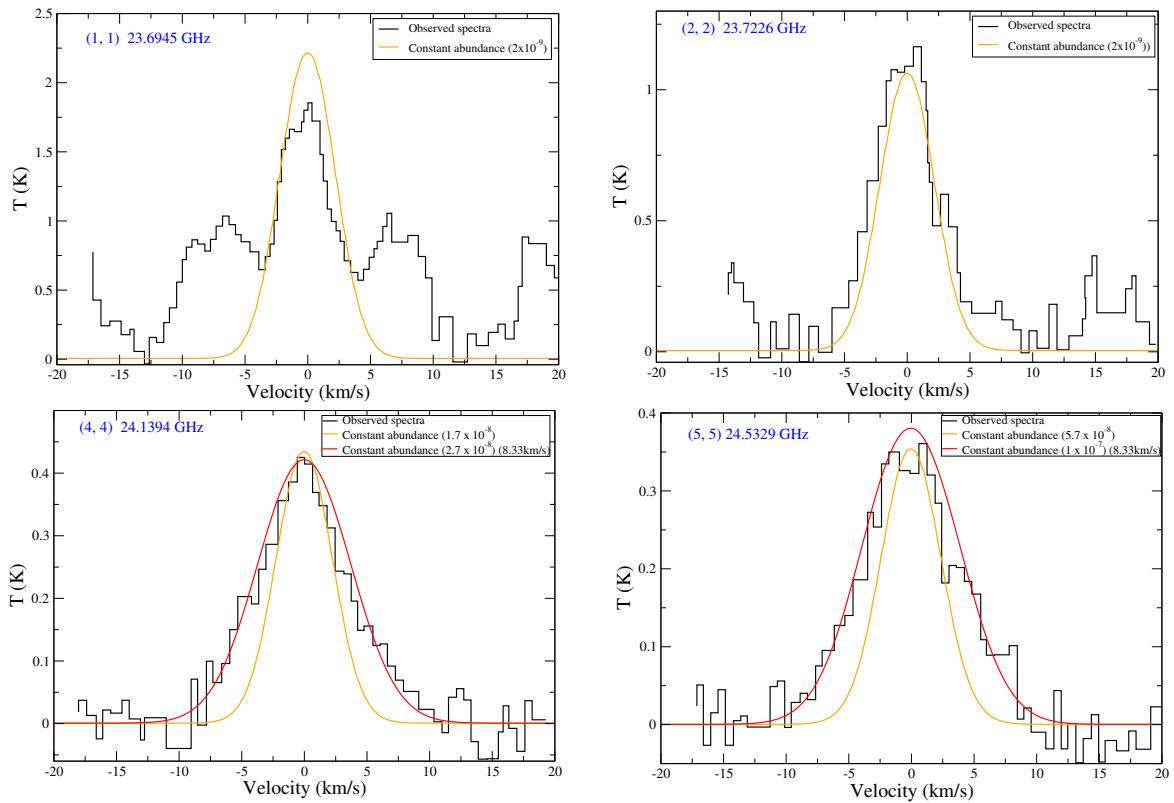 (1, 1) 23.6945 GHz
Observed spectra
Constant abundance (2x10⁻⁹)
2.5
2
1.5
1
0.5
0
T (K)
-20 -15 -10 -5 0 5 10 15 20
Velocity (km/s)
(2, 2) 23.7226 GHz
Observed spectra
Constant abundance (2x10⁻⁹))
1
0.5
0
T (K)
-20 -15 -10 -5 0 5 10 15 20
Velocity (km/s)
(4, 4) 24.1394 GHz
Observed spectra
Constant abundance (1.7 x 10⁻⁸)
Constant abundance (2.7 x 10⁻⁸) (8.33km/s)
0.4
0.3
0.2
0.1
0
T (K)
-20 -15 -10 -5 0 5 10 15 20
Velocity (km/s)
(5, 5) 24.5329 GHz
Observed spectra
Constant abundance (5.7 x 10⁻⁸)
Constant abundance (1 x 10⁻⁷) (8.33km/s)
0.4
0.3
0.2
0.1
0
T (K)
-20 -15 -10 -5 0 5 10 15 20
Velocity (km/s)